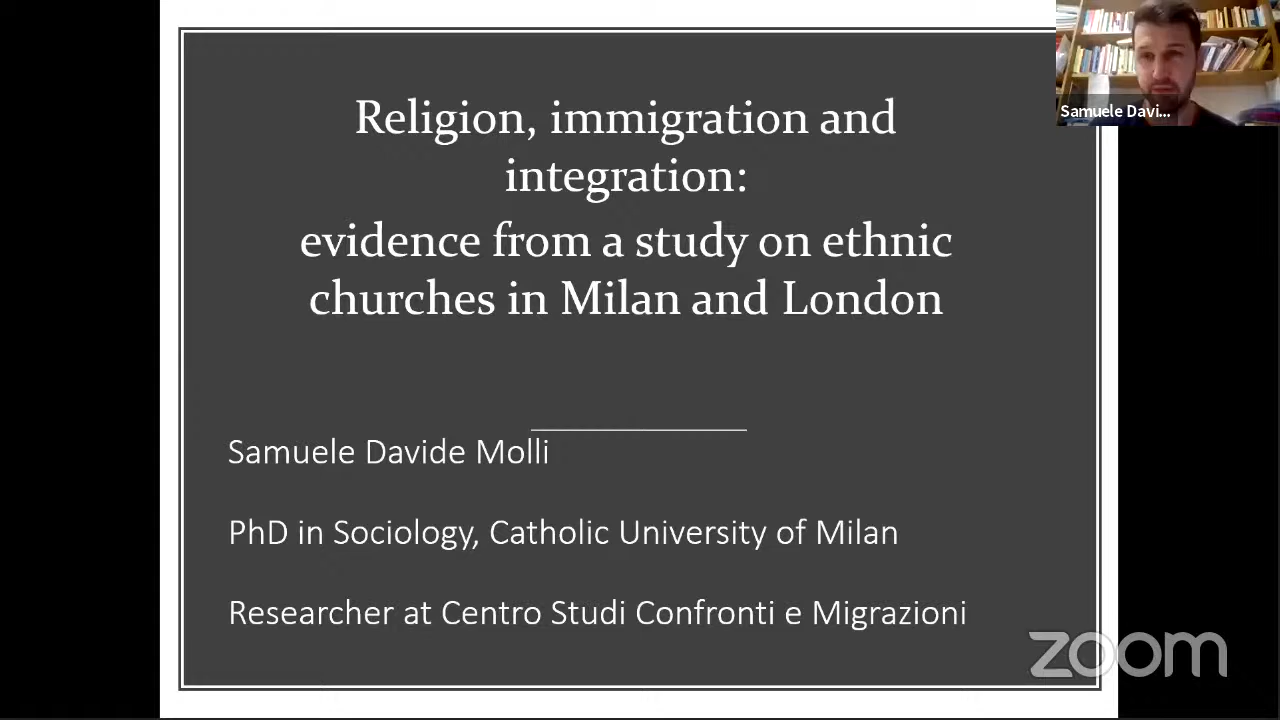 Religion, immigration and
integration:
evidence from a study on ethnic
churches in Milan and London
Samuele Davi...
Samuele Davide Molli
PhD in Sociology, Catholic University of Milan
Researcher at Centro Studi Confronti e Migrazioni
zoom